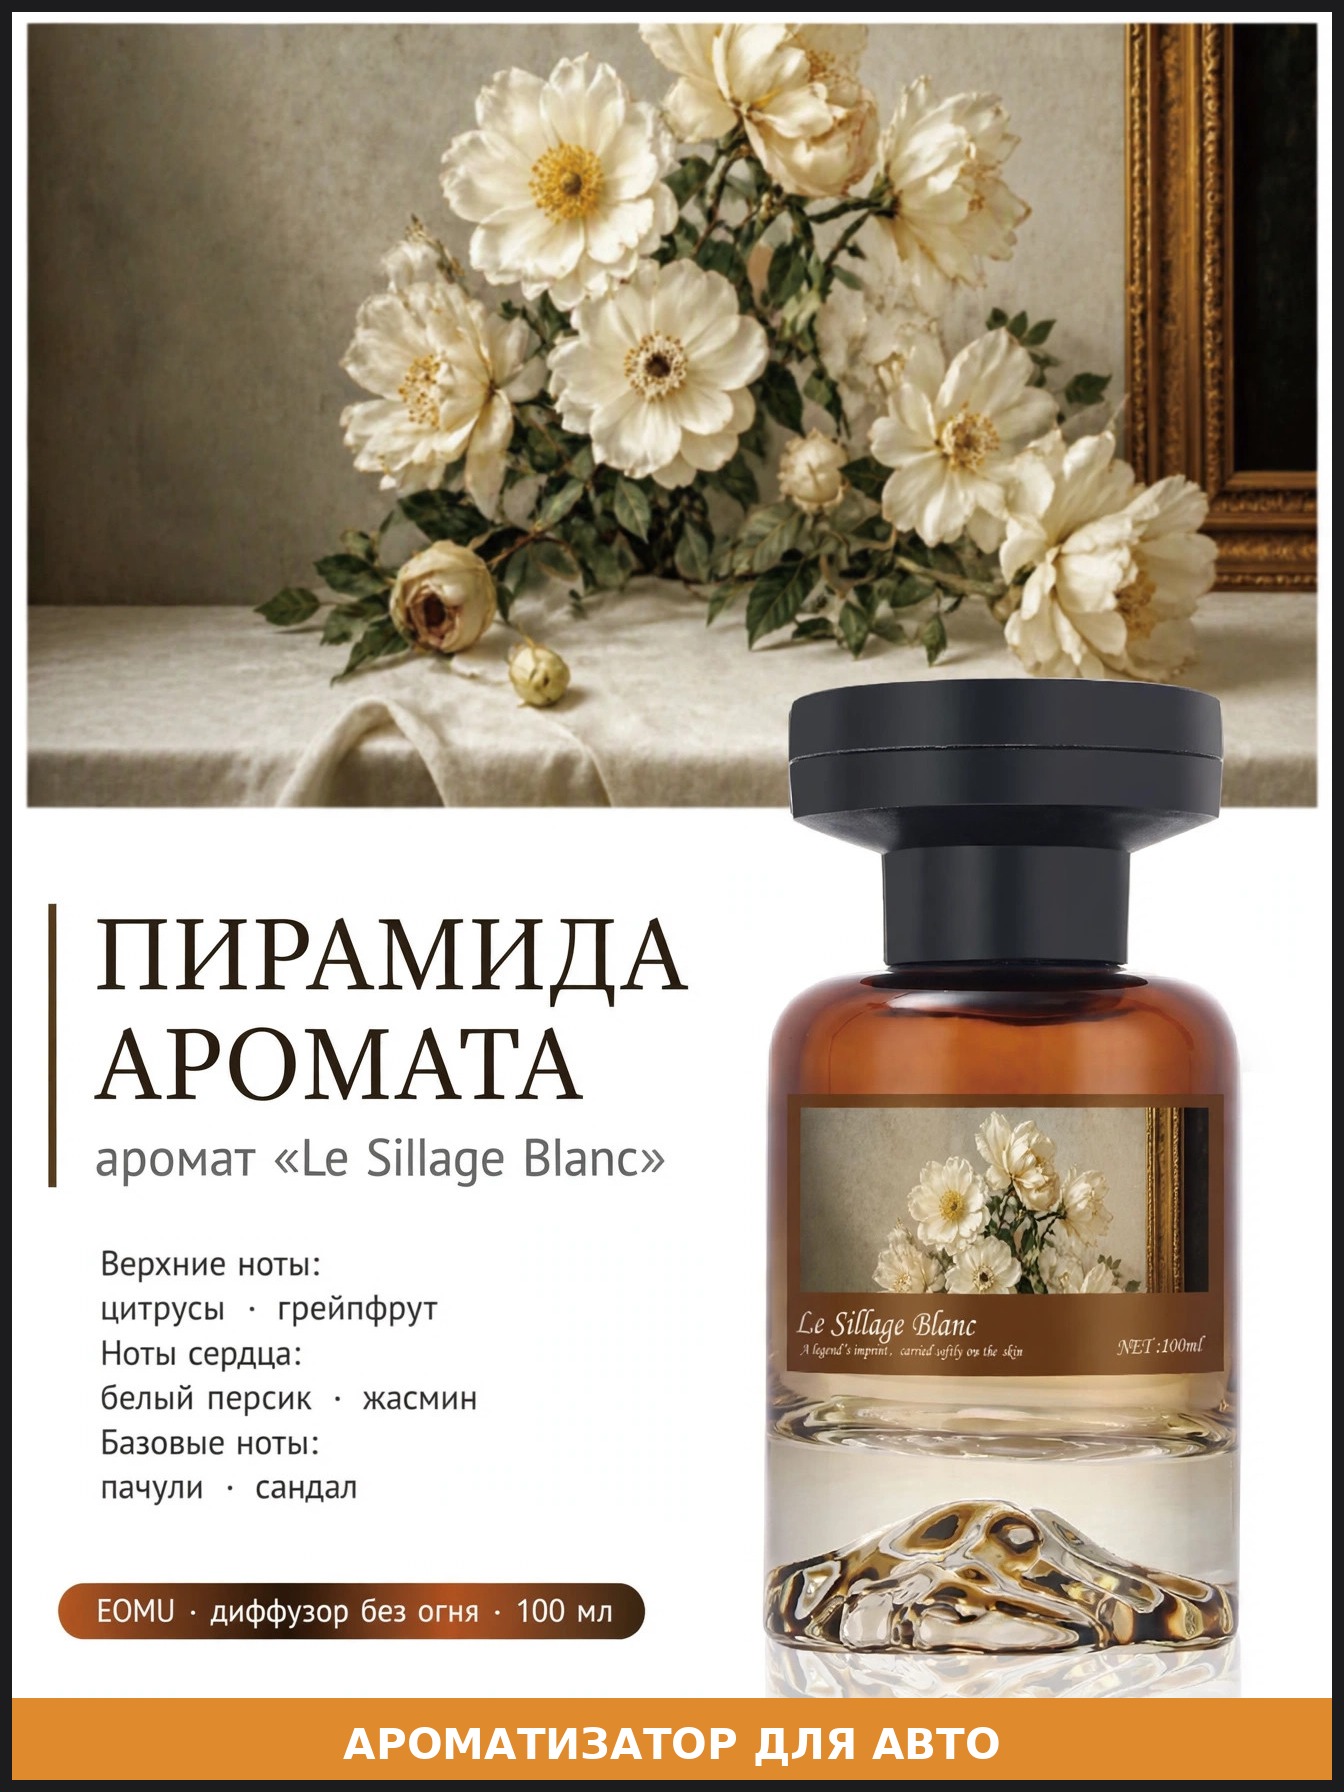 ПИРАМИДА
АРОМАТА
аромат «Le Sillage Blanc»
Верхние ноты:
цитрусы · грейпфрут
Ноты сердца:
белый персик · жасмин
Базовые ноты:
пачули · сандал
EOMU · диффузор без огня · 100 мл
Le Sillage Blanc
A legend's imprint, carried softly on the skin
NET:100ml
АРОМАТИЗАТОР ДЛЯ АВТО